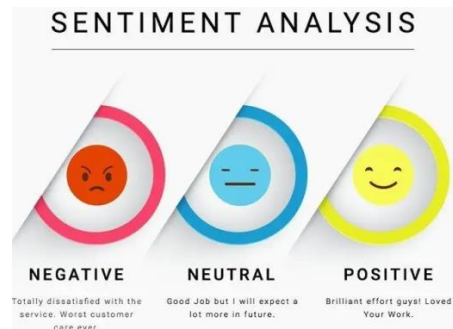 SENTIMENT ANALYSIS
NEGATIVE
Totally dissatisfied with the
service. Worst customer
care ever.
NEUTRAL
Good Job but I will expect a
lot more in future.
POSITIVE
Brilliant effort guys! Loved
Your Work.